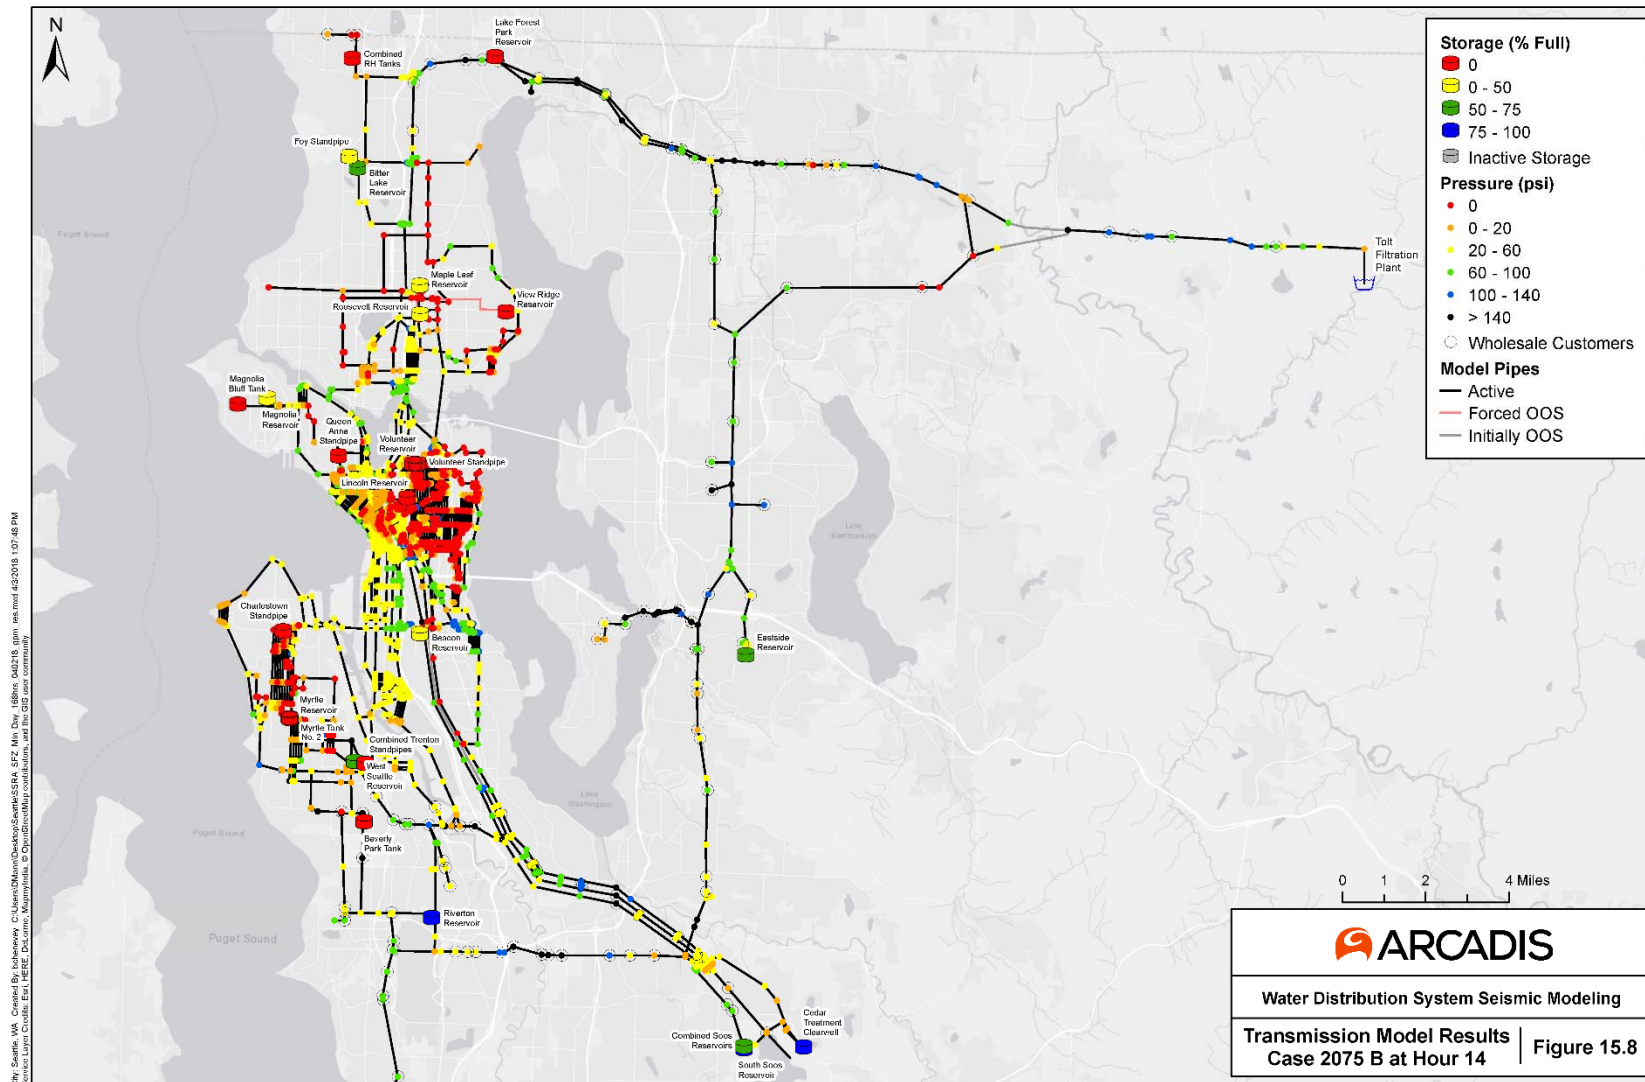 N
Lake Forest
Park
Reservoir
Combined
RH Tanks
Foy Standpipe
Bitter
Lake
Reservoir
Puget Sound
Maple Leaf
Reservoir
Roosevelt Reservoir
View Ridge
Reservoir
Magnolia
Bluff Tank
Magnolia
Reservoir
Queen
Anne
Standpipe
Volunteer
Reservoir
Volunteer Standpipe
Lincoln Reservoir
Lake
Sammamish
Tolt
Filtration
Plant
Charlestown
Standpipe
Beacon
Reservoir
Eastside
Reservoir
Myrtle
Reservoir
Myrtle Tank
No. 2
Combined Trenton
Standpipes
West
Seattle
Reservoir
Lake
Washington
Puget Sound
Beverly
Park Tank
Riverton
Reservoir
Puget Sound
Combined Soos
Reservoirs
South Soos
Reservoir
Cedar
Treatment
Clearwell
Storage (% Full)
0
0 - 50
50 - 75
75 - 100
Inactive Storage
Pressure (psi)
0
0 - 20
20 - 60
60 - 100
100 - 140
> 140
Wholesale Customers
Model Pipes
Active
Forced OOS
Initially OOS
0 1 2 4 Miles
ARCADIS
Water Distribution System Seismic Modeling
Transmission Model Results
Case 2075 B at Hour 14
Figure 15.8